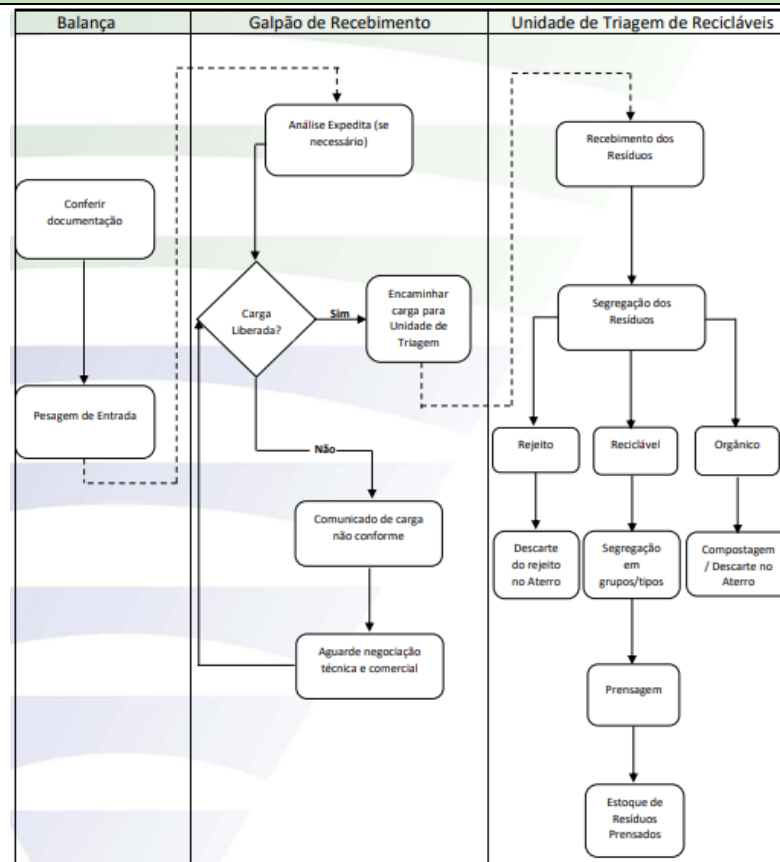 Balança
Galpão de Recebimento
Unidade de Triagem de Recicláveis
Conferir
documentação
Pesagem de Entrada
Análise Expedita (se
necessário)
Carga
Liberada?
Sim
Encaminhar
carga para
Unidade de
Triagem
Não
Comunicado de carga
não conforme
Aguarde negociação
técnica e comercial
Recebimento dos
Resíduos
Segregação dos
Resíduos
Rejeito
Reciclável
Orgânico
Descarte
do rejeito
no Aterro
Segregação
em
grupos/tipos
Compostagem
/ Descarte no
Aterro
Prensagem
Estoque de
Resíduos
Prensados